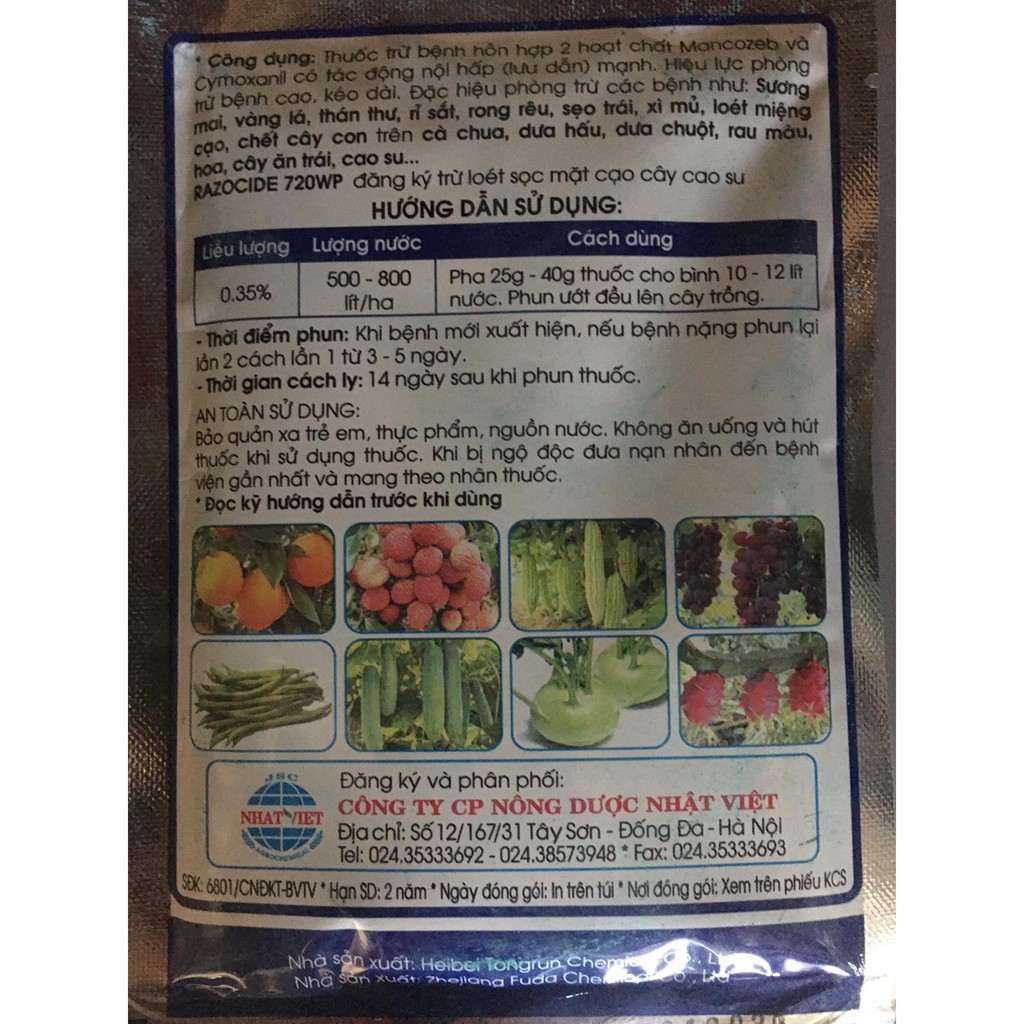 * Công dụng: Thuốc trừ bệnh hỗn hợp 2 hoạt chất Mancozeb và
Cymoxanil có tác động nội hấp (lưu dẫn) mạnh. Hiệu lực phòng
trừ bệnh cao, kéo dài. Đặc hiệu phòng trừ các bệnh như: Sương
mai, vàng lá, thán thư, rỉ sắt, rong rêu, sẹo trái, xì mủ, loét miệng
cạo, chết cây con trên cà chua, dưa hấu, dưa chuột, rau màu,
hoa, cây ăn trái, cao su...
RAZOCIDE 720WP đăng ký trừ loét sọc mặt cạo cây cao su
HƯỚNG DẪN SỬ DỤNG:
Liều lượng Lượng nước Cách dùng
0.35% 500 - 800 lít/ha Pha 25g - 40g thuốc cho bình 10 - 12 lít
nước. Phun ướt đều lên cây trồng.
- Thời điểm phun: Khi bệnh mới xuất hiện, nếu bệnh nặng phun lại
lần 2 cách lần 1 từ 3 - 5 ngày.
- Thời gian cách ly: 14 ngày sau khi phun thuốc.
AN TOÀN SỬ DỤNG:
Bảo quản xa trẻ em, thực phẩm, nguồn nước. Không ăn uống và hút
thuốc khi sử dụng thuốc. Khi bị ngộ độc đưa nạn nhân đến bệnh
viện gần nhất và mang theo nhãn thuốc.
* Đọc kỹ hướng dẫn trước khi dùng
JSC
NHAT VIET
AGROCHEMICAL
Đăng ký và phân phối:
CÔNG TY CP NÔNG DƯỢC NHẬT VIỆT
Địa chỉ: Số 12/167/31 Tây Sơn - Đống Đa - Hà Nội
Tel: 024.35333692 - 024.38573948 * Fax: 024.35333693
SĐK: 6801/CNĐKT-BVTV * Hạn SD: 2 năm * Ngày đóng gói: In trên túi * Nơi đóng gói: Xem trên phiếu KCS
Nhà sản xuất: Heibei Tongrun Chemical Co., Ltd
Nhà sản xuất: Zhejiang Fuda Chemical Co., Ltd